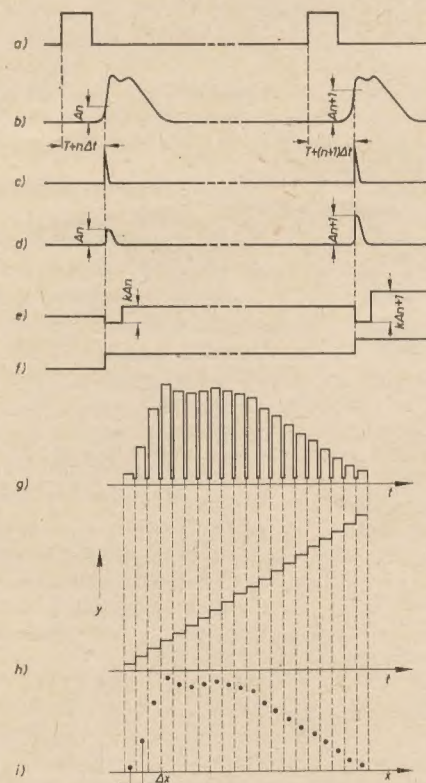 a)
An
An+1
b)
T+nΔt
T+(n+1)Δt
c)
An
An+1
d)
kAn
kAn+1
e)
f)
g)
t
y
h)
t
i)
Δx
x